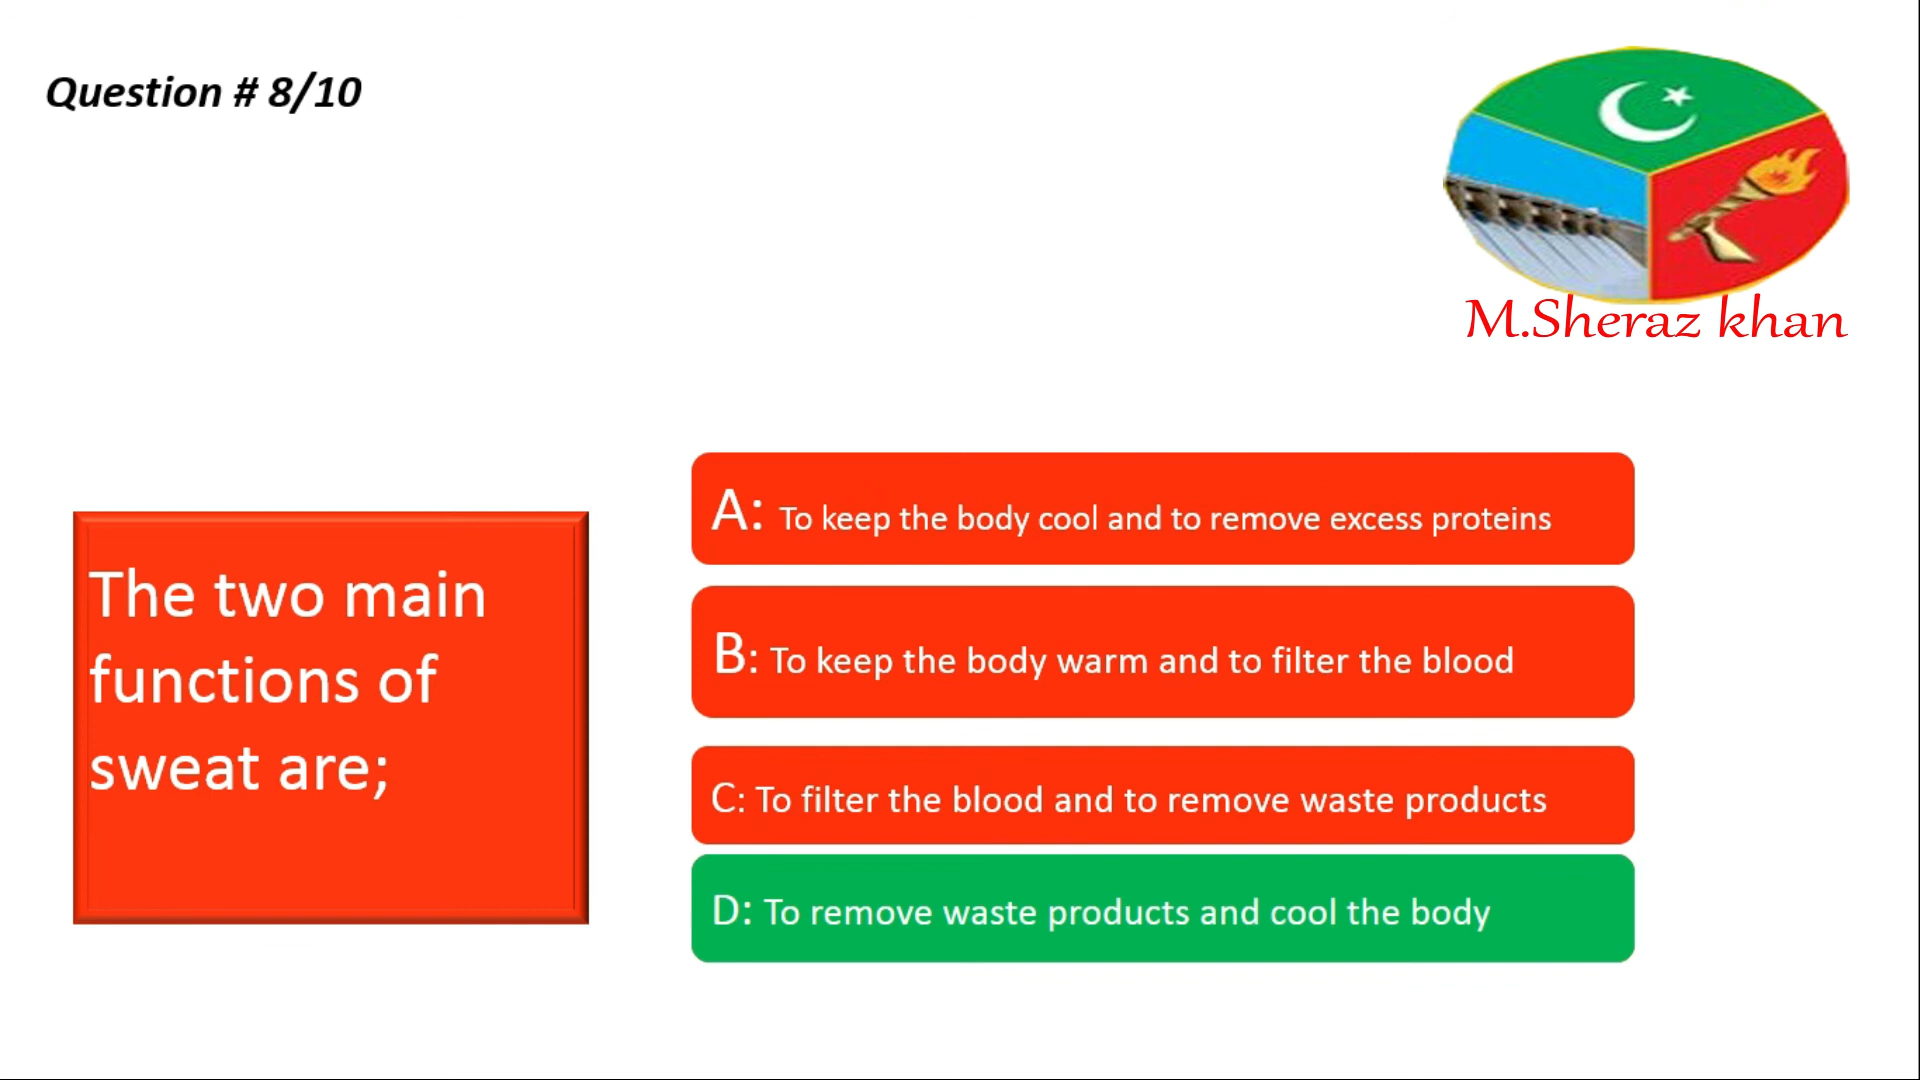 Question # 8/10
M.Sheraz khan
The two main
functions of
sweat are;
A: To keep the body cool and to remove excess proteins
B: To keep the body warm and to filter the blood
C: To filter the blood and to remove waste products
D: To remove waste products and cool the body